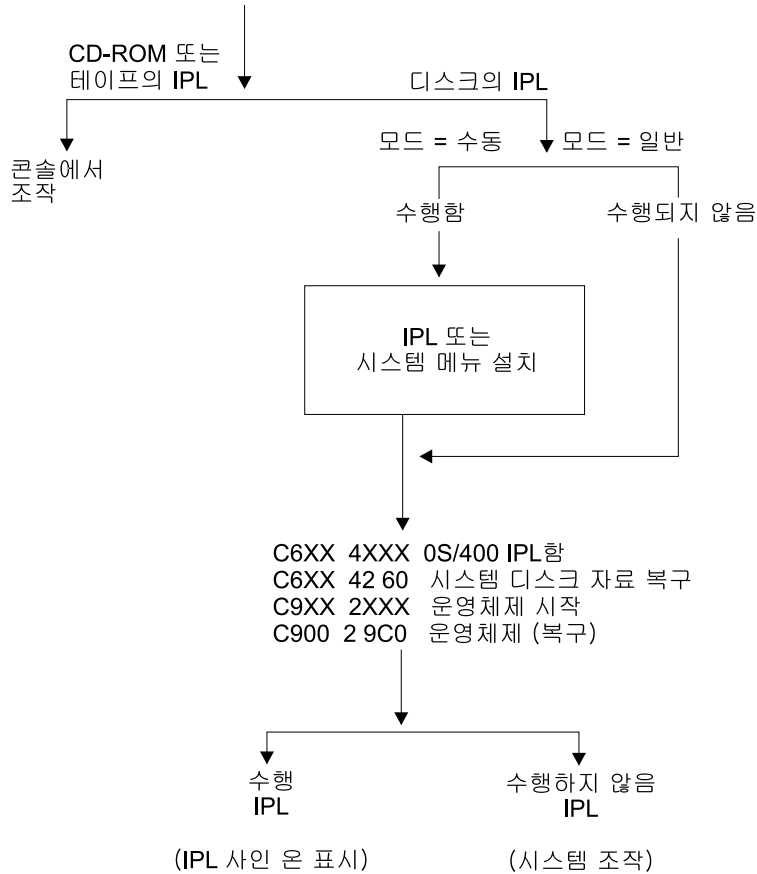 CD-ROM 또는
테이프의 IPL
디스크의 IPL
콘솔에서
조작
모드 = 수동
모드 = 일반
수행함
수행되지 않음
IPL 또는
시스템 메뉴 설치
C6XX 4XXX 0S/400 IPL함
C6XX 42 60 시스템 디스크 자료 복구
C9XX 2XXX 운영체제 시작
C900 2 9C0 운영체제 (복구)
수행
IPL
수행하지 않음
IPL
(IPL 사인 온 표시)
(시스템 조작)